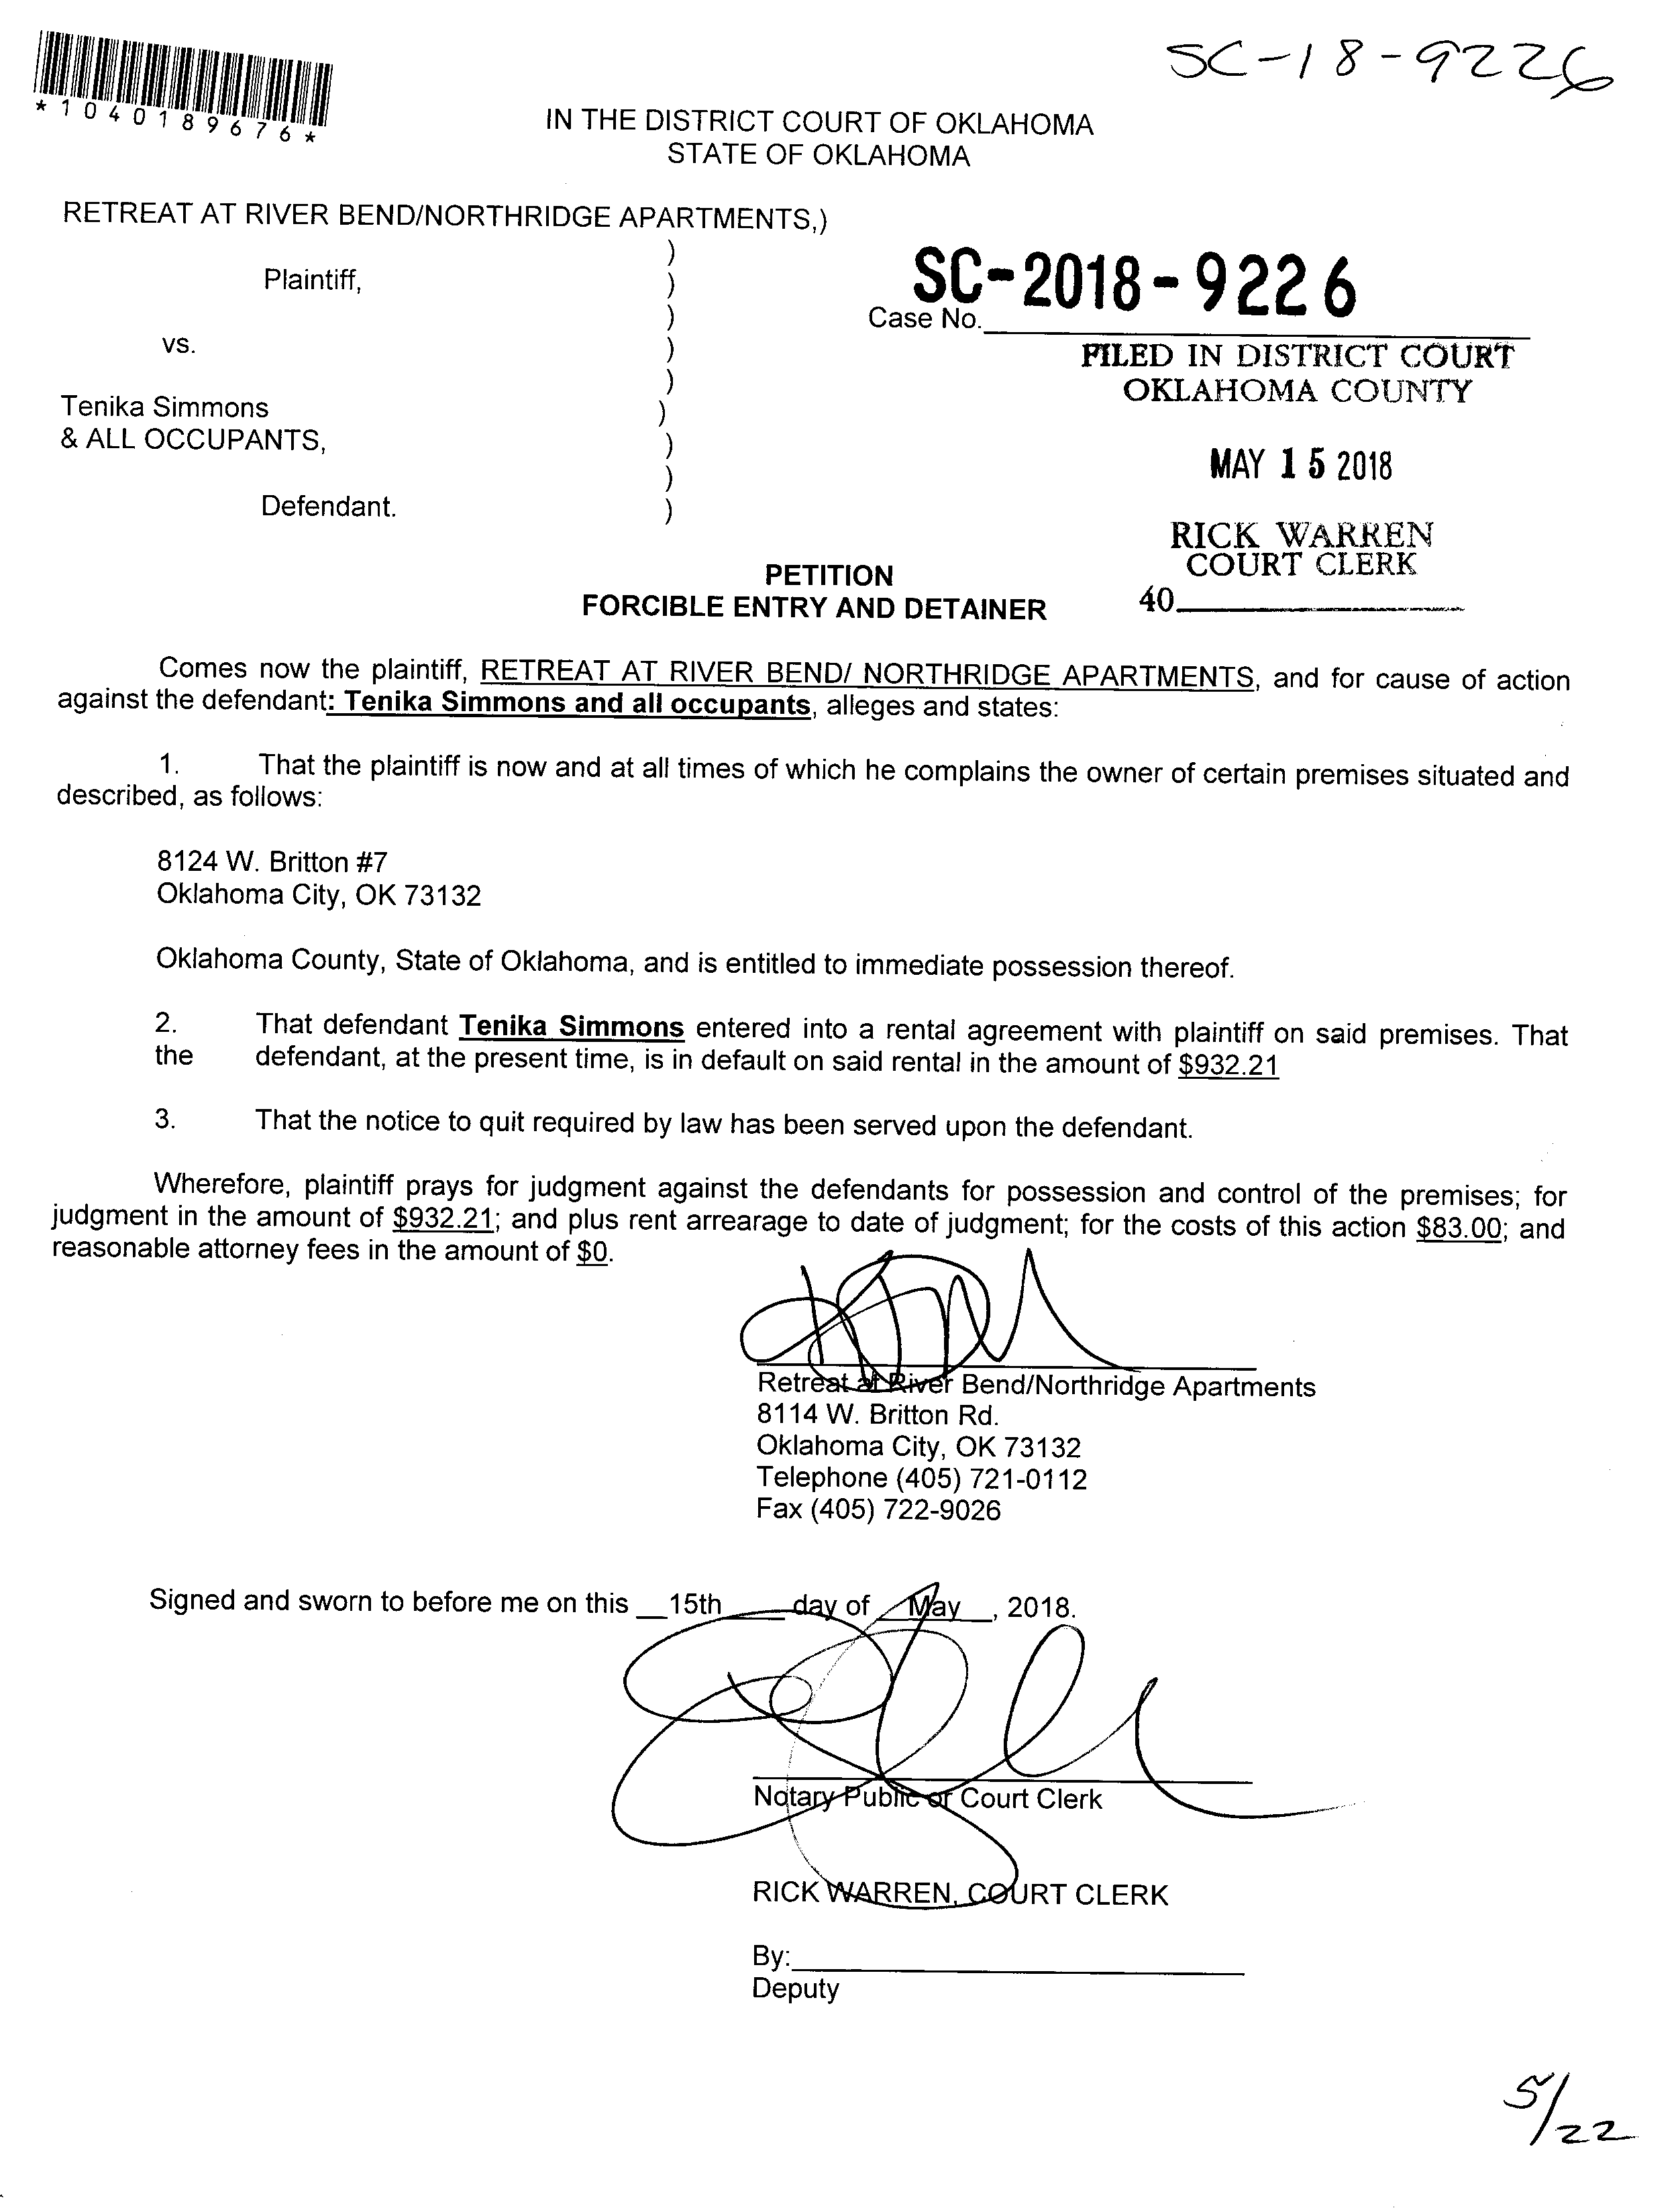 SC-18-9226
*1040189676*
IN THE DISTRICT COURT OF OKLAHOMA
STATE OF OKLAHOMA
RETREAT AT RIVER BEND/NORTHRIDGE APARTMENTS,)
)
Plaintiff, )
)
vs. )
)
Tenika Simmons )
& ALL OCCUPANTS, )
)
Defendant. )
SC-2018-9226
Case No.
FILED IN DISTRICT COURT
OKLAHOMA COUNTY
MAY 15 2018
RICK WARREN
COURT CLERK
40
PETITION
FORCIBLE ENTRY AND DETAINER
Comes now the plaintiff, RETREAT AT RIVER BEND/ NORTHRIDGE APARTMENTS, and for cause of action
against the defendant: Tenika Simmons and all occupants, alleges and states:
1. That the plaintiff is now and at all times of which he complains the owner of certain premises situated and
described, as follows:
8124 W. Britton #7
Oklahoma City, OK 73132
Oklahoma County, State of Oklahoma, and is entitled to immediate possession thereof.
2. That defendant Tenika Simmons entered into a rental agreement with plaintiff on said premises. That
the defendant, at the present time, is in default on said rental in the amount of $932.21
3. That the notice to quit required by law has been served upon the defendant.
Wherefore, plaintiff prays for judgment against the defendants for possession and control of the premises; for
judgment in the amount of $932.21; and plus rent arrearage to date of judgment; for the costs of this action $83.00; and
reasonable attorney fees in the amount of $0.
Retreat at River Bend/Northridge Apartments
8114 W. Britton Rd.
Oklahoma City, OK 73132
Telephone (405) 721-0112
Fax (405) 722-9026
Signed and sworn to before me on this __15th____ day of __May__, 2018.
Notary Public or Court Clerk
RICK WARREN, COURT CLERK
By:
Deputy
5/22